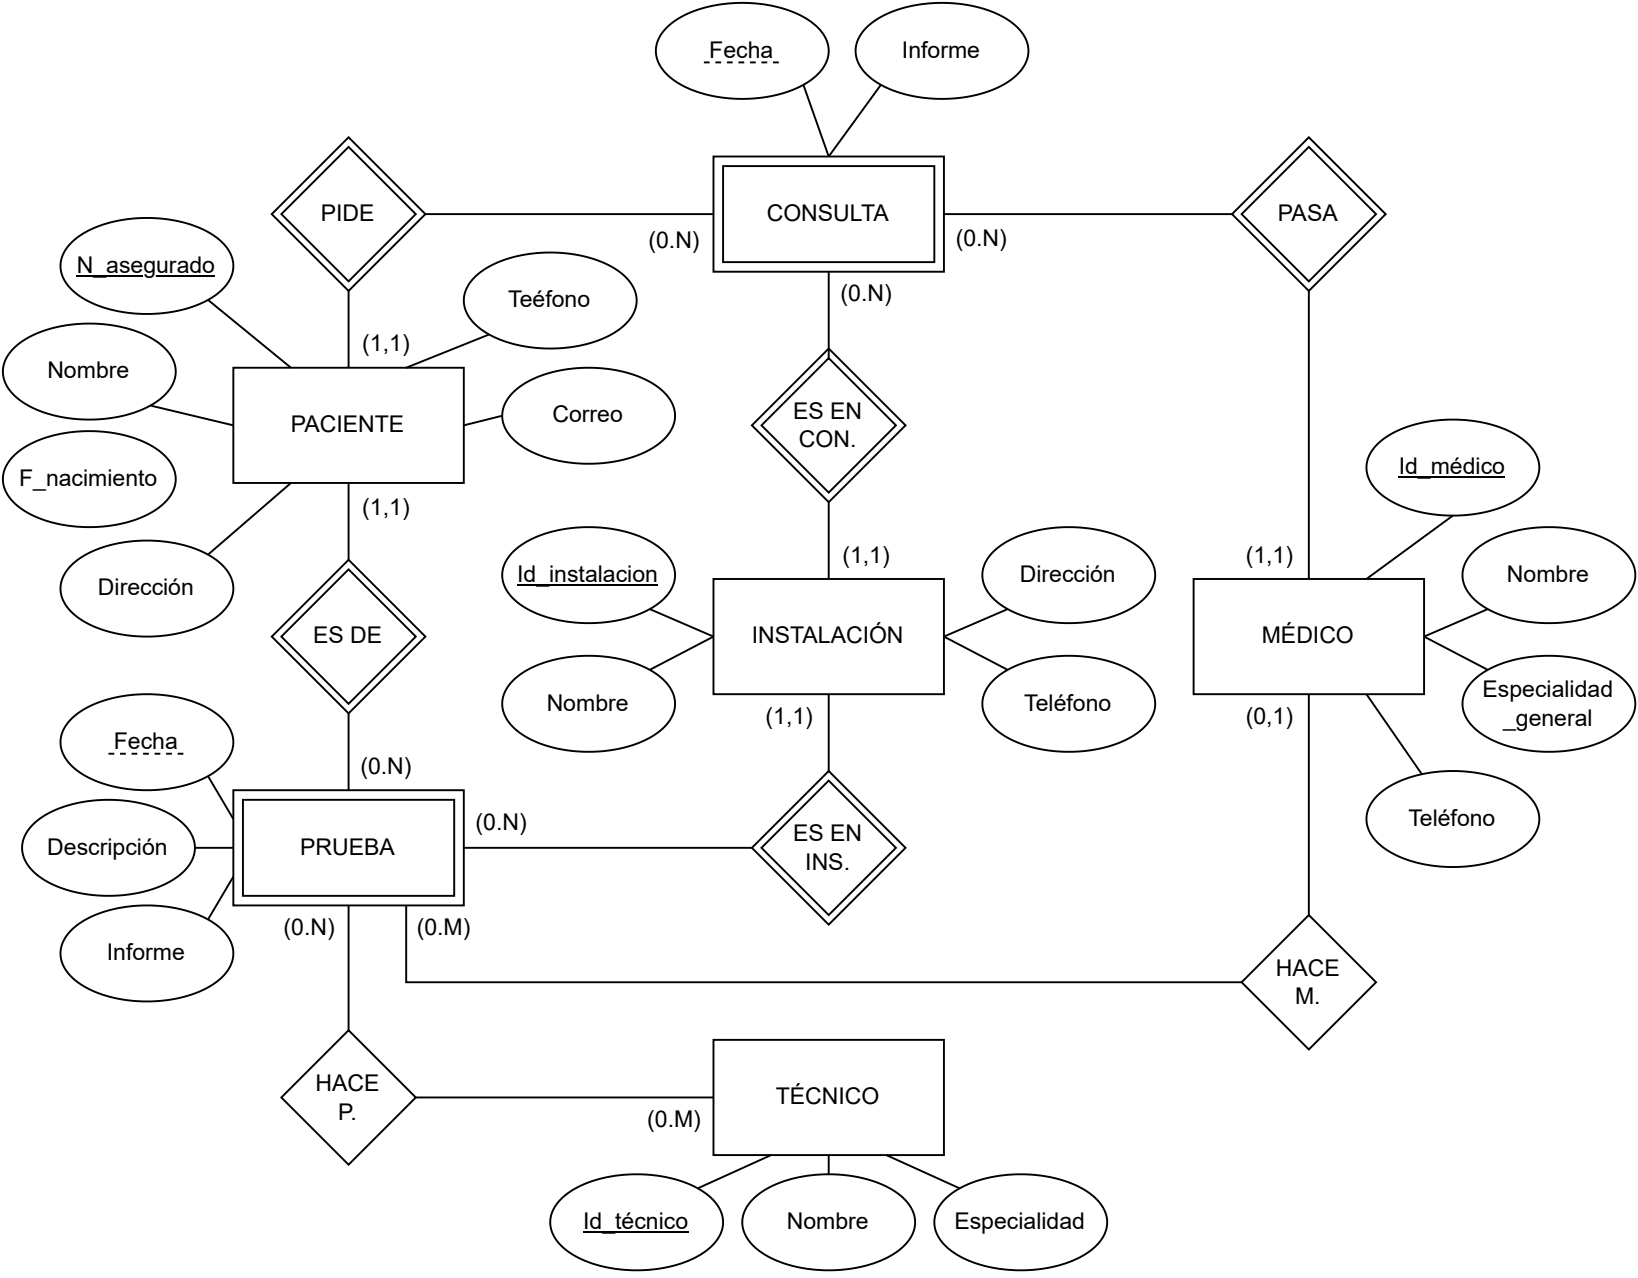 Fecha
Informe
PIDE
CONSULTA
PASA
(0.N)
(0.N)
N_asegurado
Teéfono
(0.N)
(1,1)
Nombre
PACIENTE
Correo
ES EN
CON.
F_nacimiento
(1,1)
Id_médico
Dirección
(1,1)
(1,1)
Id_instalacion
Dirección
Nombre
ES DE
INSTALACIÓN
MÉDICO
Nombre
Teléfono
Especialidad
_general
(1,1)
(0,1)
Fecha
(0.N)
Teléfono
(0.N)
Descripción
PRUEBA
ES EN
INS.
(0.N)
(0.M)
Informe
HACE
M.
HACE
P.
TÉCNICO
(0.M)
Id_técnico
Nombre
Especialidad